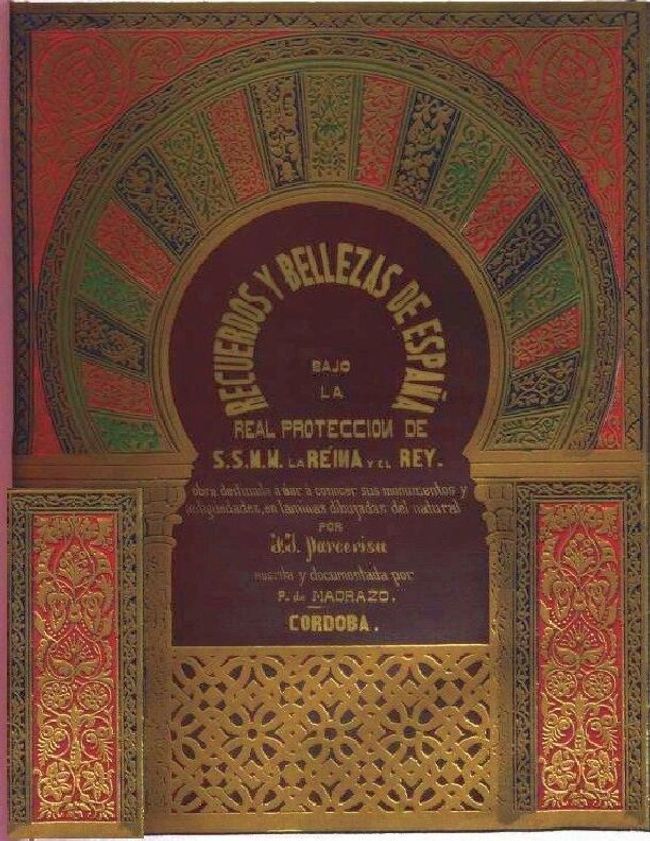 RECUERDOS Y BELLEZAS DE ESPAÑA
BAJO
LA
REAL PROTECCION DE
S.S.M.M. LA REINA Y EL REY.
obra destinada a dar a conocer sus monumentos y
antiguedades, en laminas dibujadas del natural
POR
F.J. Parcerisa
escrita y documentada por
P. de MADRAZO.
CORDOBA.